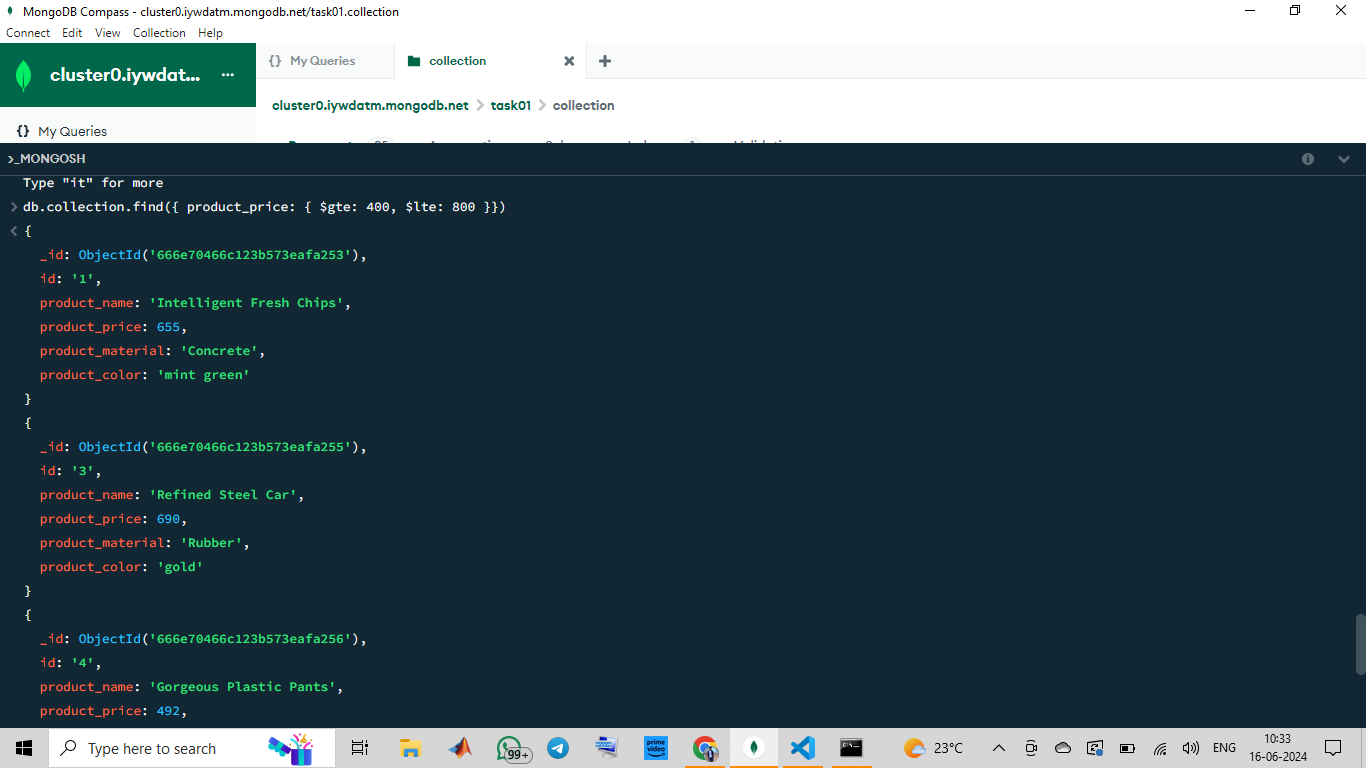 MongoDB Compass - cluster0.iywdatm.mongodb.net/task01.collection
Connect Edit View Collection Help
cluster0.iywdat... ...
{} My Queries
collection
cluster0.iywdatm.mongodb.net > task01 > collection
{} My Queries
>_MONGOSH
Type "it" for more
> db.collection.find({ product_price: { $gte: 400, $lte: 800 }})
< {
_id: ObjectId('666e70466c123b573eafa253'),
id: '1',
product_name: 'Intelligent Fresh Chips',
product_price: 655,
product_material: 'Concrete',
product_color: 'mint green'
}
{
_id: ObjectId('666e70466c123b573eafa255'),
id: '3',
product_name: 'Refined Steel Car',
product_price: 690,
product_material: 'Rubber',
product_color: 'gold'
}
{
_id: ObjectId('666e70466c123b573eafa256'),
id: '4',
product_name: 'Gorgeous Plastic Pants',
product_price: 492,
Type here to search
99+
prime video
23°C
ENG
10:33
16-06-2024